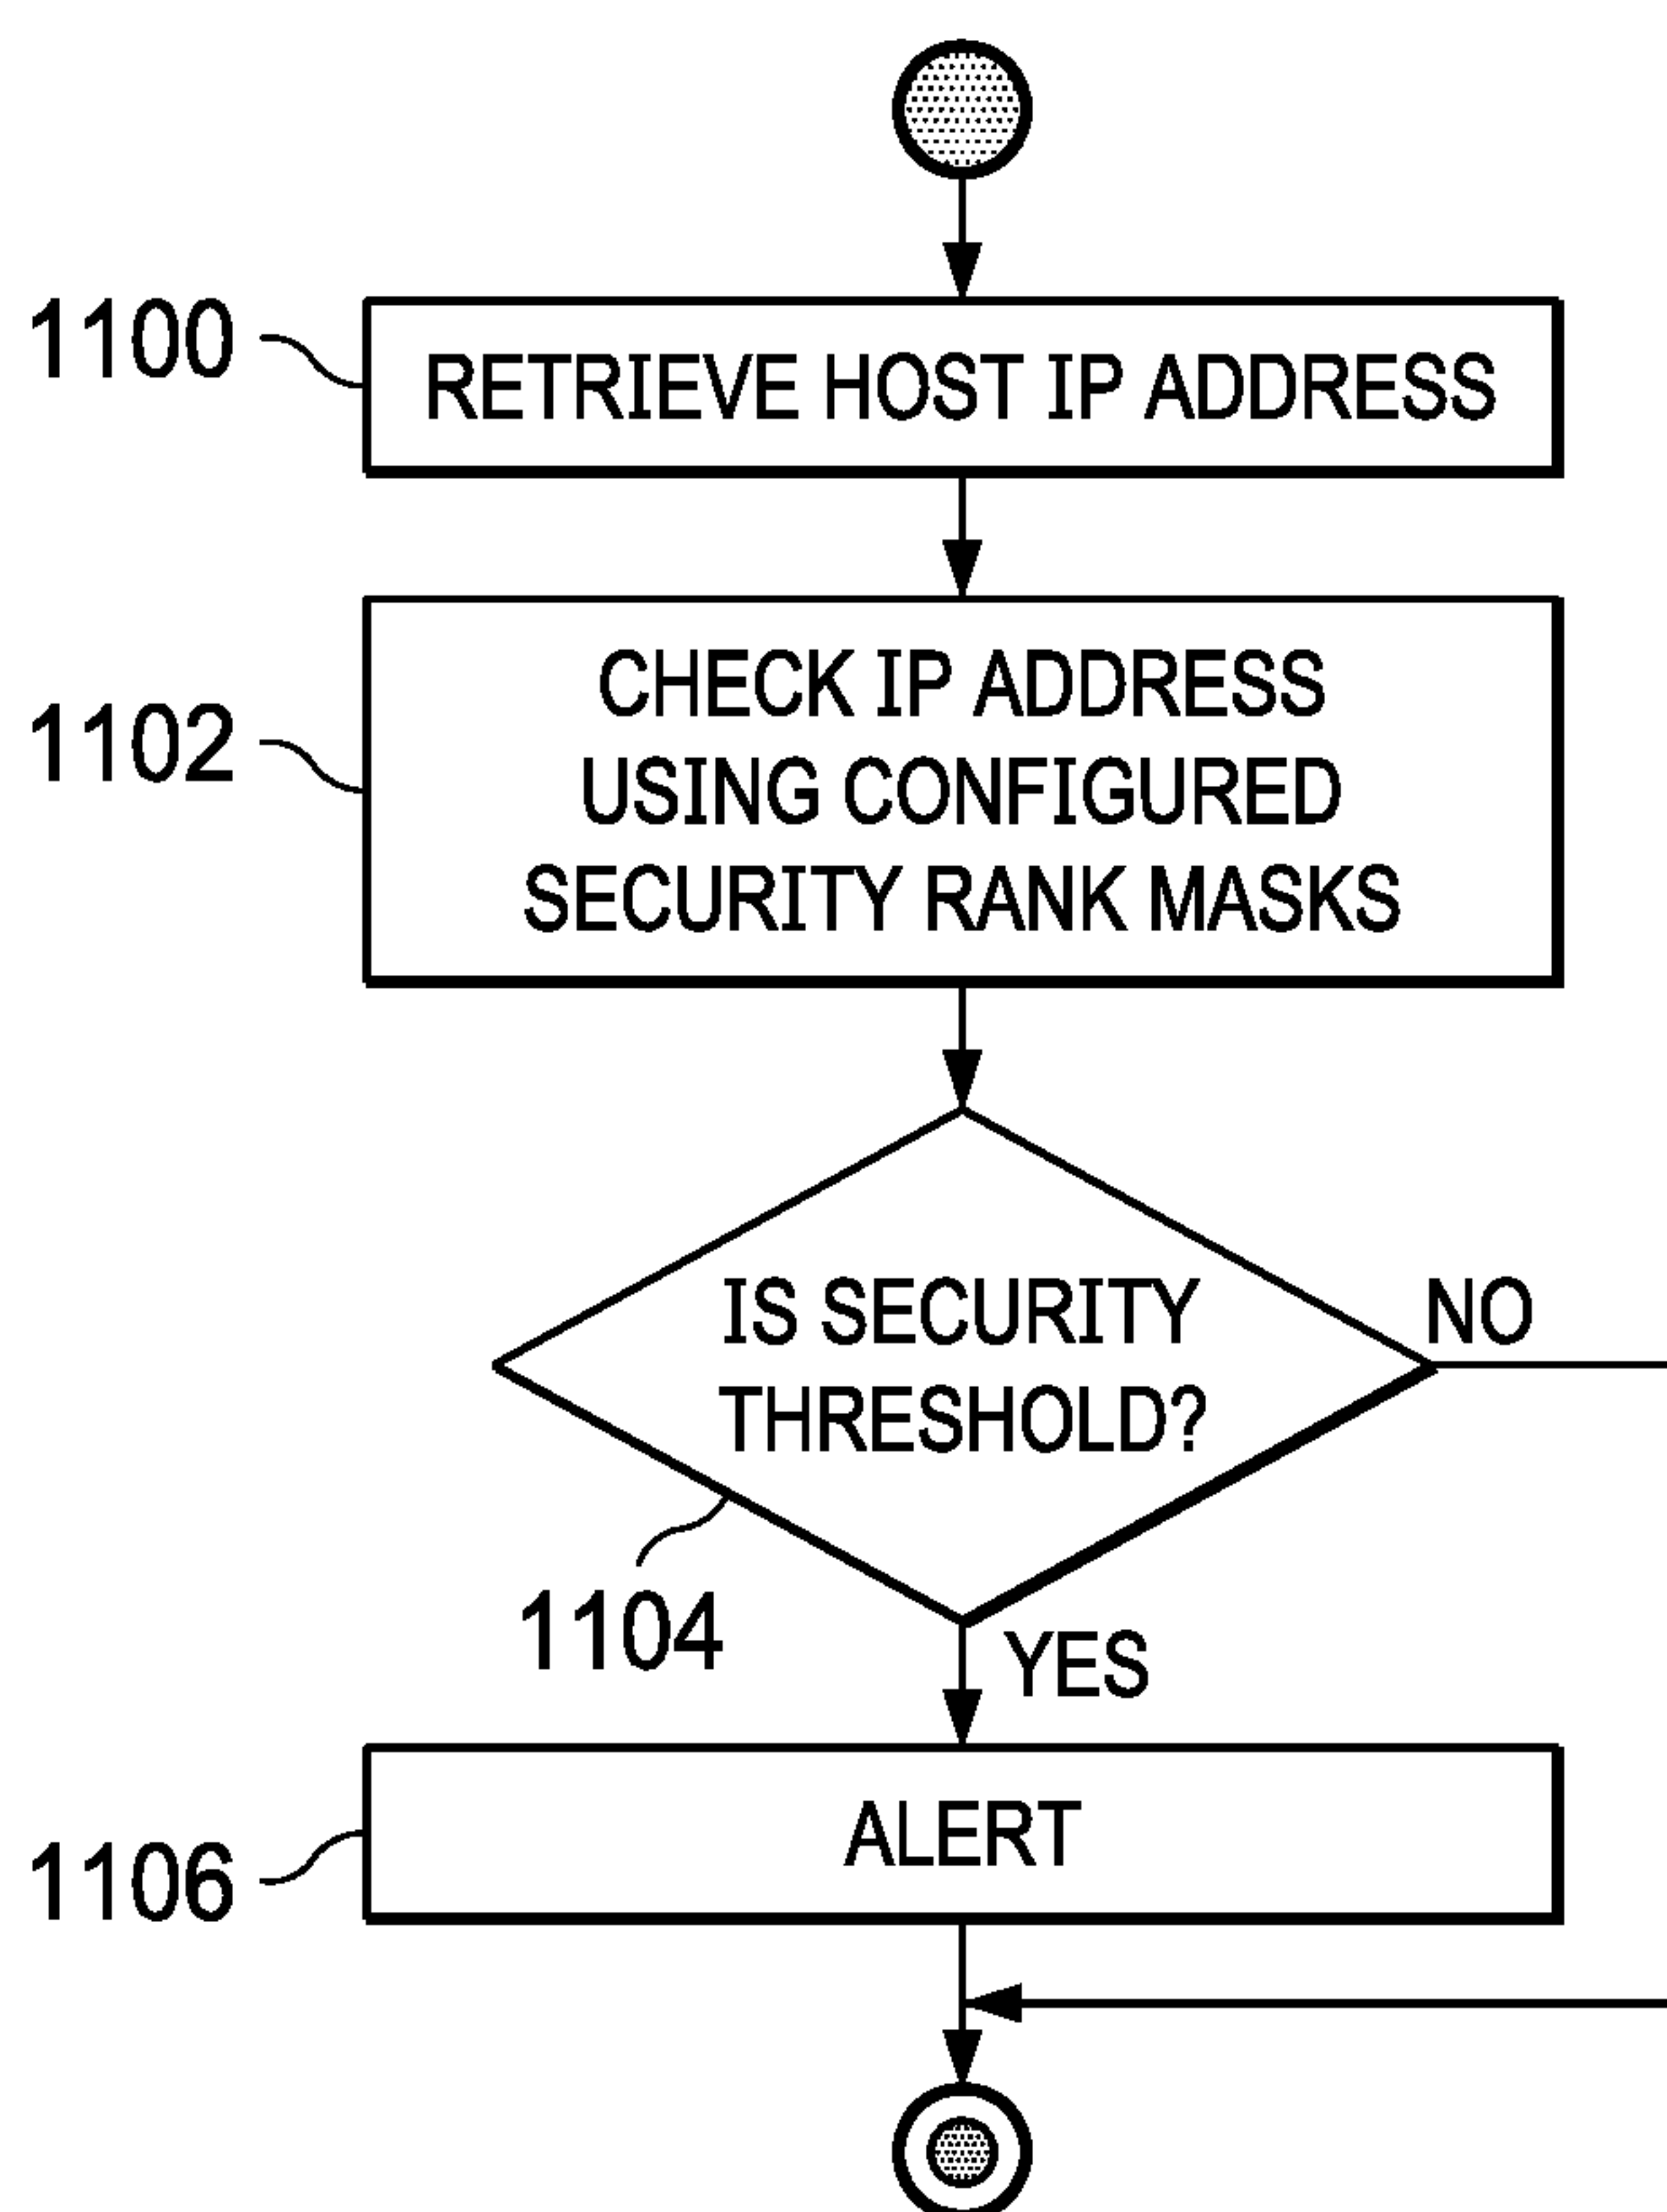 1100
RETRIEVE HOST IP ADDRESS
1102
CHECK IP ADDRESS
USING CONFIGURED
SECURITY RANK MASKS
IS SECURITY
THRESHOLD?
NO
1104
YES
ALERT
1106